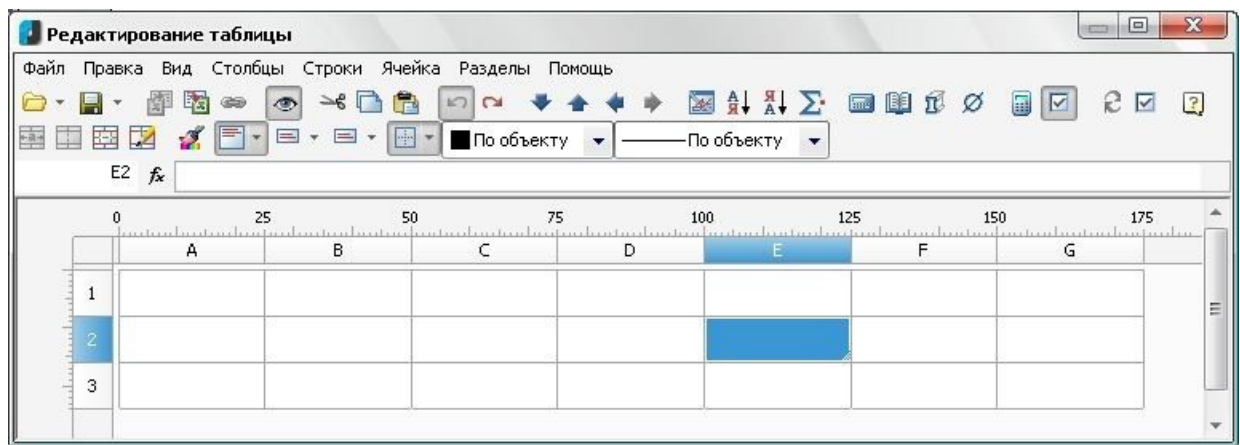 Редактирование таблицы
Файл Правка Вид Столбцы Строки Ячейка Разделы Помощь
По объекту По объекту
E2 fx
0 25 50 75 100 125 150 175
A B C D E F G
1
2
3